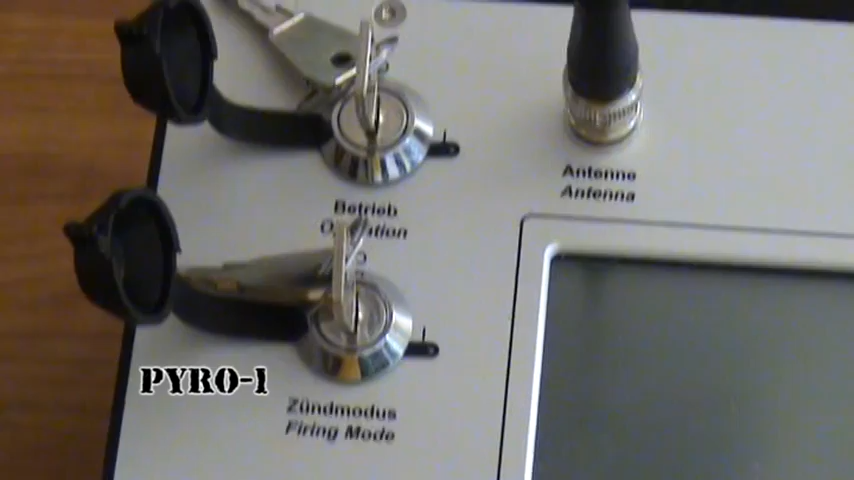 Antenne
Antenna
Betrieb
Zündmodus
Firing Mode
PYRO-1